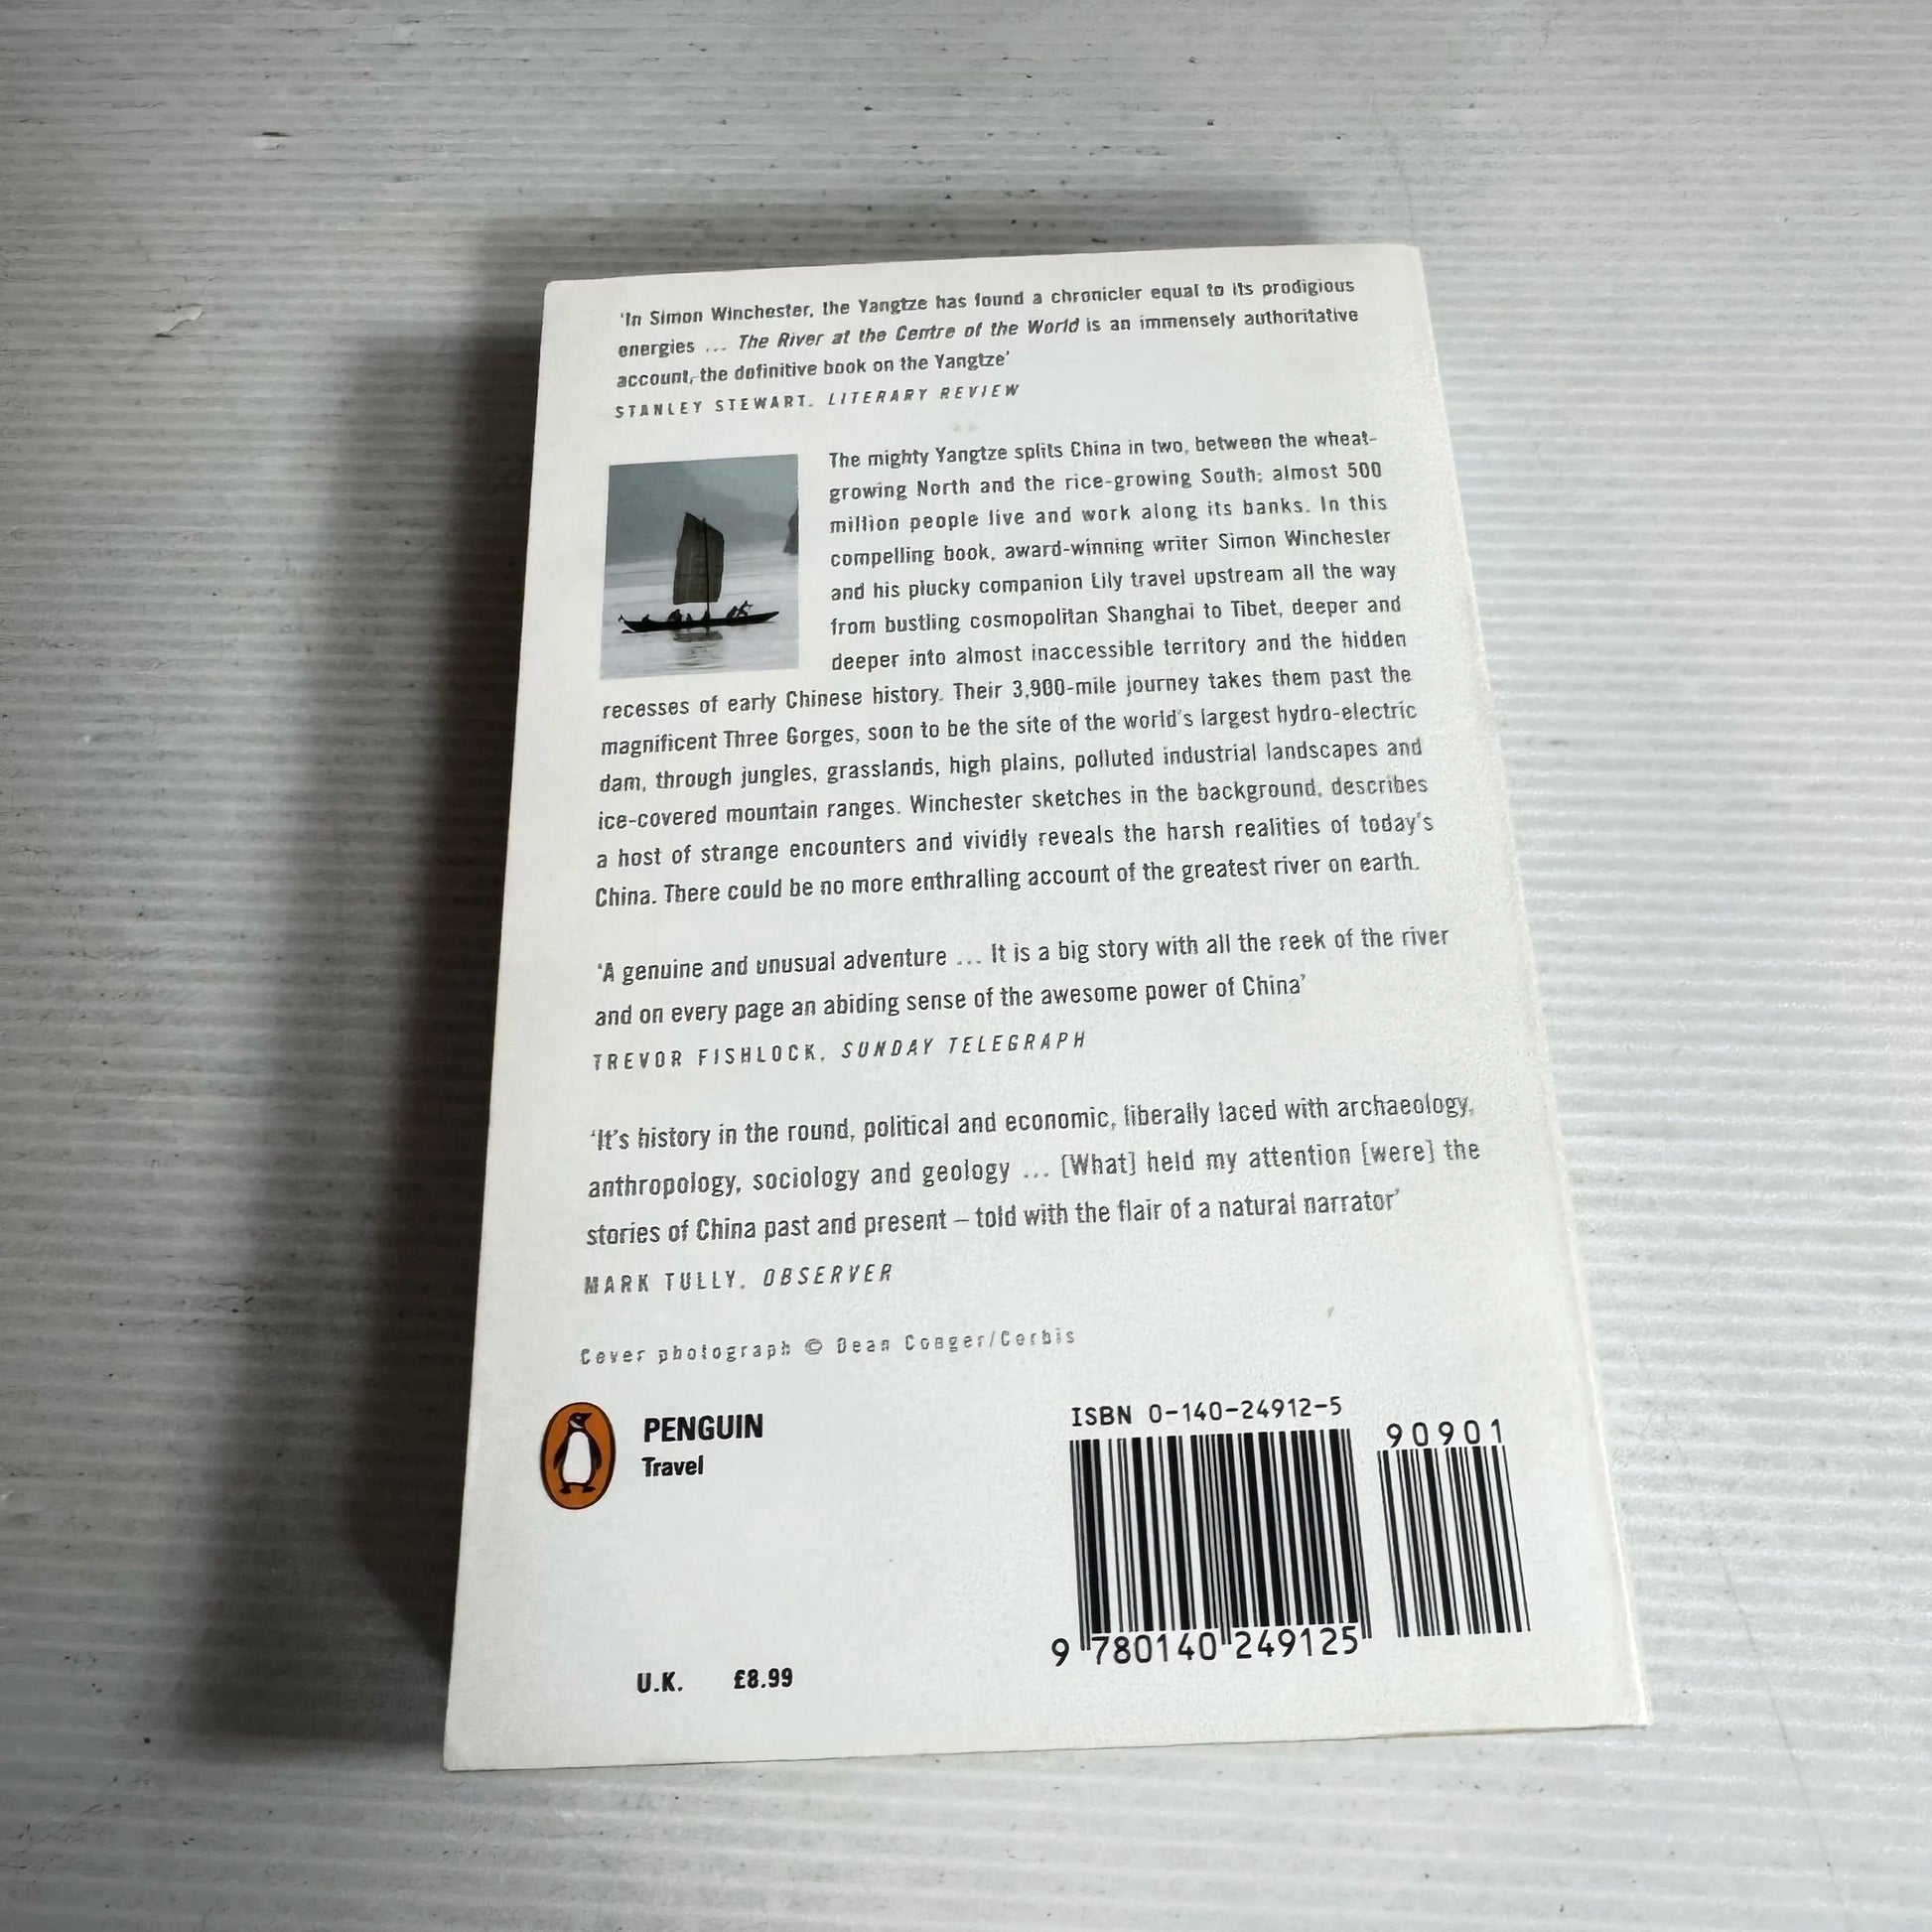 'In Simon Winchester, the Yangtze has found a chronicler equal to its prodigious
energies ... The River at the Centre of the World is an immensely authoritative
account, the definitive book on the Yangtze'
STANLEY STEWART, LITERARY REVIEW
The mighty Yangtze splits China in two, between the wheat-
growing North and the rice-growing South; almost 500
million people live and work along its banks. In this
compelling book, award-winning writer Simon Winchester
and his plucky companion Lily travel upstream all the way
from bustling cosmopolitan Shanghai to Tibet, deeper and
deeper into almost inaccessible territory and the hidden
recesses of early Chinese history. Their 3,900-mile journey takes them past the
magnificent Three Gorges, soon to be the site of the world's largest hydro-electric
dam, through jungles, grasslands, high plains, polluted industrial landscapes and
ice-covered mountain ranges. Winchester sketches in the background, describes
a host of strange encounters and vividly reveals the harsh realities of today's
China. There could be no more enthralling account of the greatest river on earth.
'A genuine and unusual adventure ... It is a big story with all the reek of the river
and on every page an abiding sense of the awesome power of China'
TREVOR FISHLOCK, SUNDAY TELEGRAPH
'It's history in the round, political and economic, liberally laced with archaeology,
anthropology, sociology and geology ... [What] held my attention [were] the
stories of China past and present – told with the flair of a natural narrator'
MARK TULLY, OBSERVER
Cover photograph © Dean Conger/Corbis
PENGUIN
Travel
ISBN 0-140-24912-5
90901
9 780140 249125
U.K. £8.99